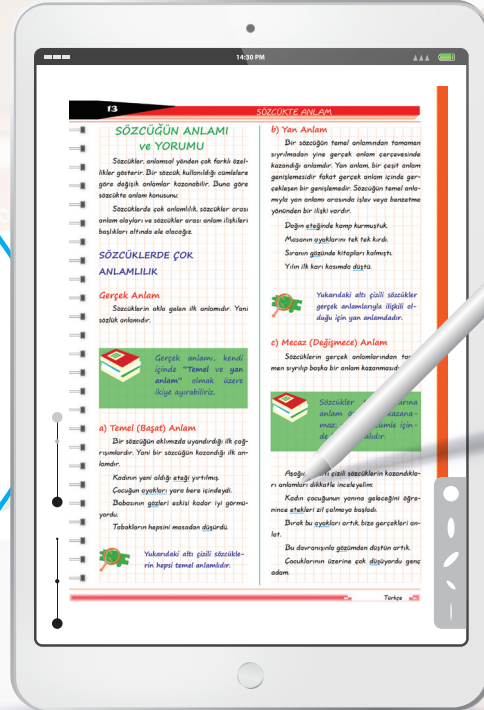 14:30 PM
13
SÖZCÜKTE ANLAM
SÖZCÜĞÜN ANLAMI
ve YORUMU
Sözcükler, anlamsal yönden çok farklı özel-
likler gösterir. Bir sözcük, kullanıldığı cümlelere
göre değişik anlamlar kazanabilir. Buna göre
sözcükte anlam konusunu:
Sözcüklerde çok anlamlılık, sözcükler arası
anlam olayları ve sözcükler arası anlam ilişkileri
başlıkları altında ele alacağız.
SÖZCÜKLERDE ÇOK
ANLAMLILIK
Gerçek Anlam
Sözcüklerin akla gelen ilk anlamıdır. Yani
sözlük anlamıdır.
Gerçek anlamı, kendi
içinde "Temel ve yan
anlam" olmak üzere
ikiye ayırabiliriz.
a) Temel (Başat) Anlam
Bir sözcüğün aklımızda uyandırdığı ilk çağ-
rışımlardır. Yani bir sözcüğün kazandığı ilk an-
lamdır.
Kadının yeni aldığı eteği yırtılmış.
Çocuğun ayakları yara bere içindeydi.
Babasının gözleri eskisi kadar iyi görmü-
yordu.
Tabakların hepsini masadan düşürdü.
Yukarıdaki altı çizili sözcükle-
rin hepsi temel anlamlıdır.
b) Yan Anlam
Bir sözcüğün temel anlamından tamamen
sıyrılmadan yine gerçek anlam çerçevesinde
kazandığı anlamdır. Yan anlam, bir çeşit anlam
genişlemesidir fakat gerçek anlam içinde ger-
çekleşen bir genişlemedir. Sözcüğün temel anla-
mıyla yan anlamı arasında işlev veya benzetme
yönünden bir ilişki vardır.
Dağın eteğinde kamp kurmuştuk.
Masanın ayaklarını tek tek kırdı.
Sıranın gözünde kitapları kalmıştı.
Yılın ilk karı kasımda düştü.
Yukarıdaki altı çizili sözcükler
gerçek anlamlarıyla ilişkili ol-
duğu için yan anlamdadır.
c) Mecaz (Değişmece) Anlam
Sözcüklerin gerçek anlamlarından
men sıyrılıp başka bir anlam kazanmasıdır
Sözcükler
anlam
maz,
de
çizili sözcüklerin kazandıkla-
rı anlamları dikkatle inceleyelim:
Kadın çocuğunun yanına geleceğini öğre-
nince etekleri zil çalmaya başladı.
Bırak bu ayakları artık, bize gerçekleri an-
lat.
Bu davranışınla gözümden düştün artık.
Çocuklarının üzerine çok düşüyordu genç
adam.
Türkçe